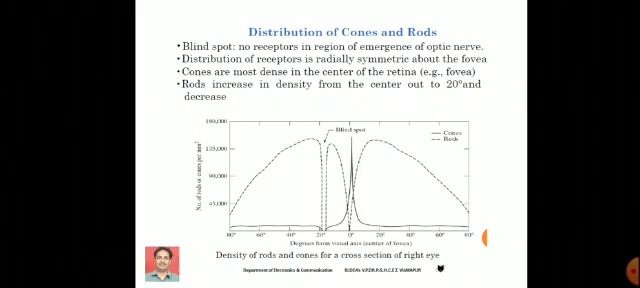 Distribution of Cones and Rods
• Blind spot: no receptors in region of emergence of optic nerve.
• Distribution of receptors is radially symmetric about the fovea
• Cones are most dense in the center of the retina (e.g., fovea)
• Rods increase in density from the center out to 20° and
decrease
180,000
135,000
90,000
45,000
No. of rods or cones per mm²
Blind spot
Cones
Rods
80° 60° 40° 20° 0° 20° 40° 60° 80°
Degrees from visual axis (center of fovea)
Density of rods and cones for a cross section of right eye
Department of Electronics & Communication
VIJAYAPUR